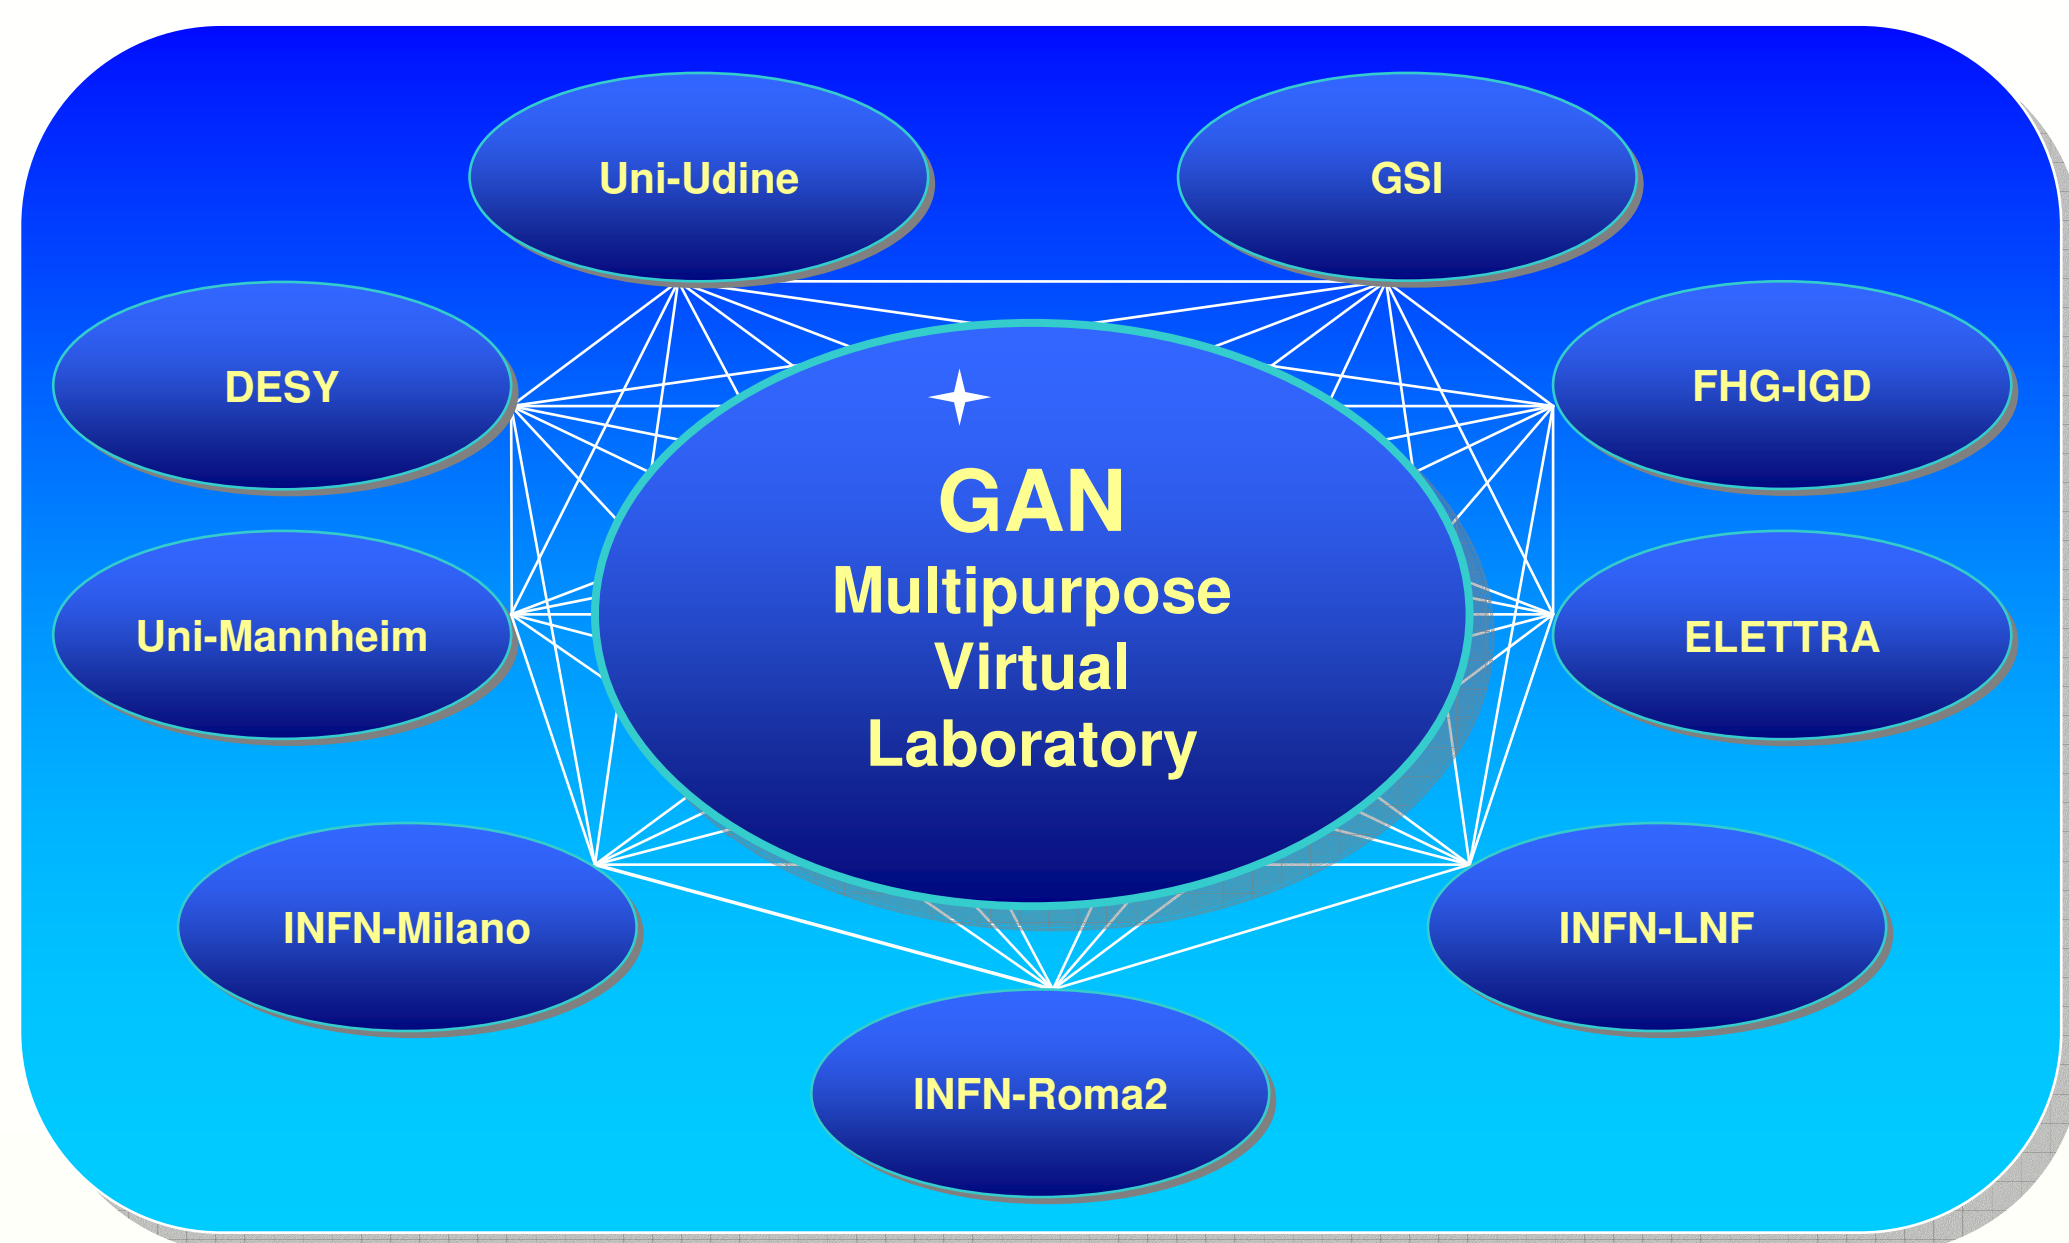 Uni-Udine
GSI
DESY
FHG-IGD
GAN
Multipurpose
Virtual
Laboratory
Uni-Mannheim
ELETTRA
INFN-Milano
INFN-LNF
INFN-Roma2